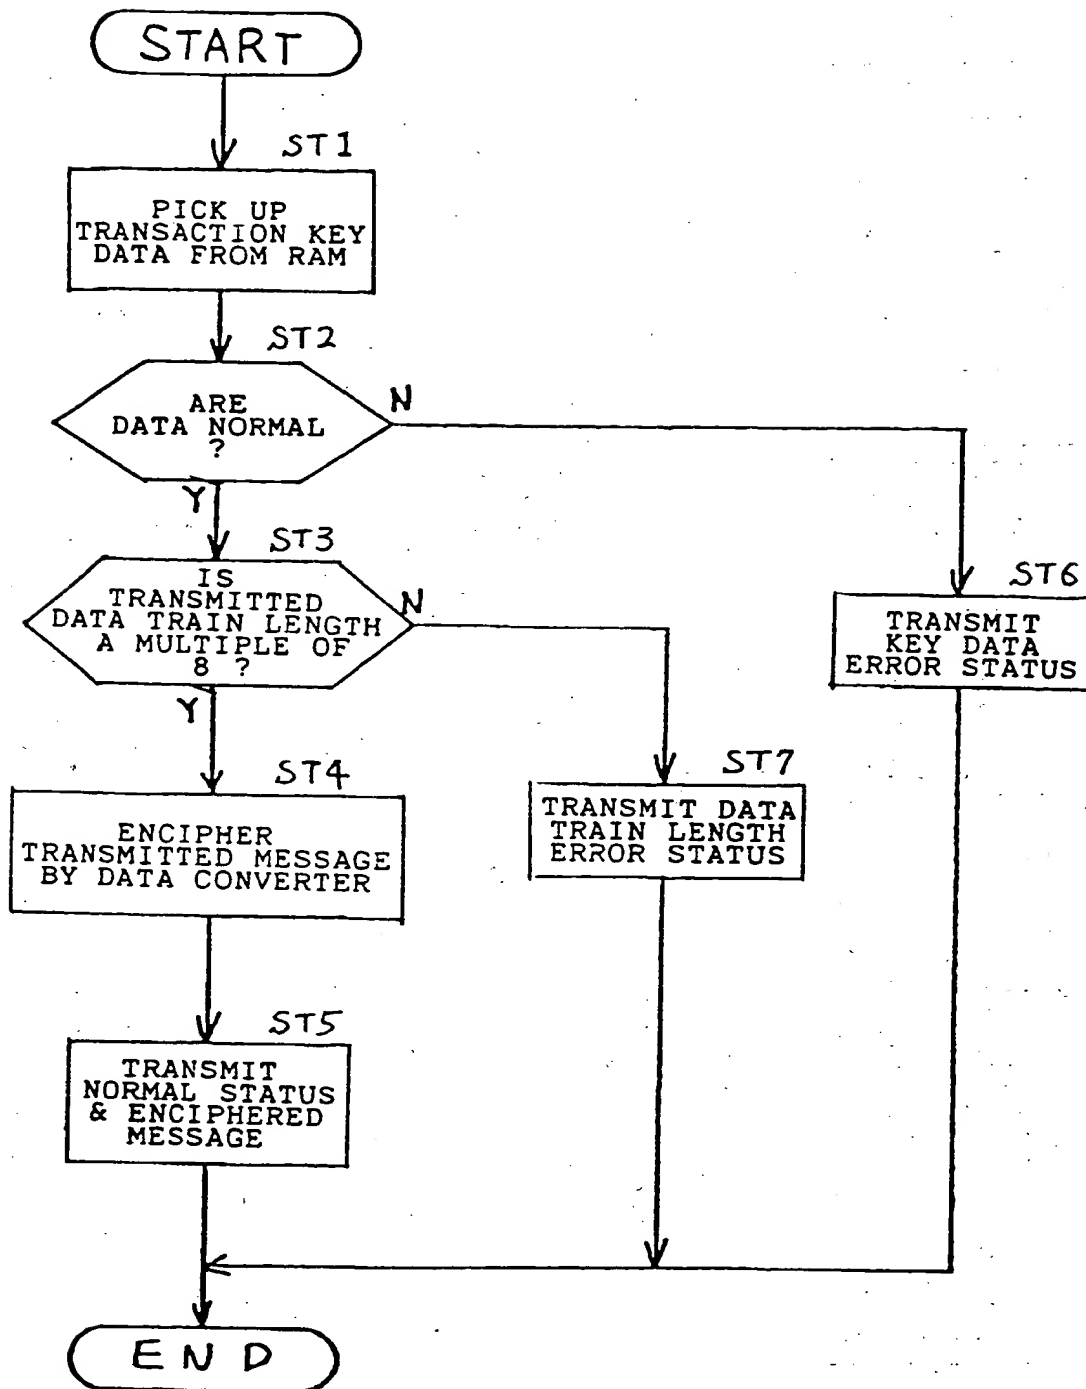 START
ST1
PICK UP
TRANSACTION KEY
DATA FROM RAM
ST2
ARE
DATA NORMAL
?
N
Y
ST3
IS
TRANSMITTED
DATA TRAIN LENGTH
A MULTIPLE OF
8 ?
N
Y
ST6
TRANSMIT
KEY DATA
ERROR STATUS
ST4
ENCIPHER
TRANSMITTED MESSAGE
BY DATA CONVERTER
ST7
TRANSMIT DATA
TRAIN LENGTH
ERROR STATUS
ST5
TRANSMIT
NORMAL STATUS
& ENCIPHERED
MESSAGE
END